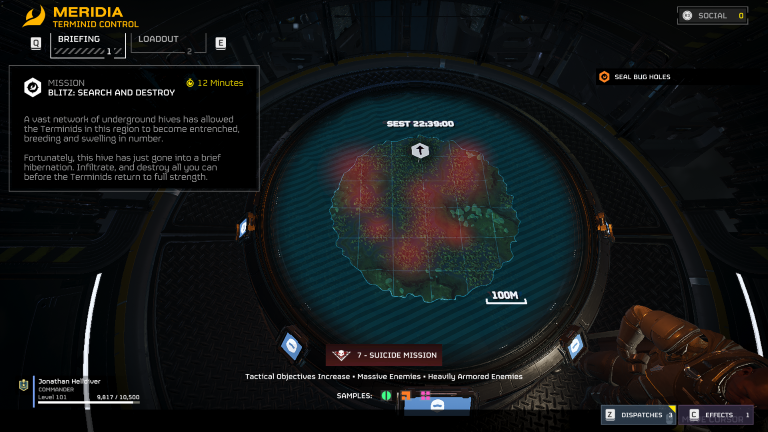 MERIDIA
TERMINID CONTROL
SOCIAL 0
Q
BRIEFING
1
LOADOUT
2
E
MISSION
12 Minutes
BLITZ: SEARCH AND DESTROY
A vast network of underground hives has allowed
the Terminids in this region to become entrenched,
breeding and swelling in number.
Fortunately, this hive has just gone into a brief
hibernation. Infiltrate, and destroy all you can
before the Terminids return to full strength.
SEAL BUG HOLES
SEST 22:39:00
100M
7 - SUICIDE MISSION
Tactical Objectives Increase • Massive Enemies • Heavily Armored Enemies
SAMPLES:
Jonathan Helldiver
COMMANDER
Level 101
9,817 / 10,500
Z DISPATCHES 3
C EFFECTS 1
CURSOR